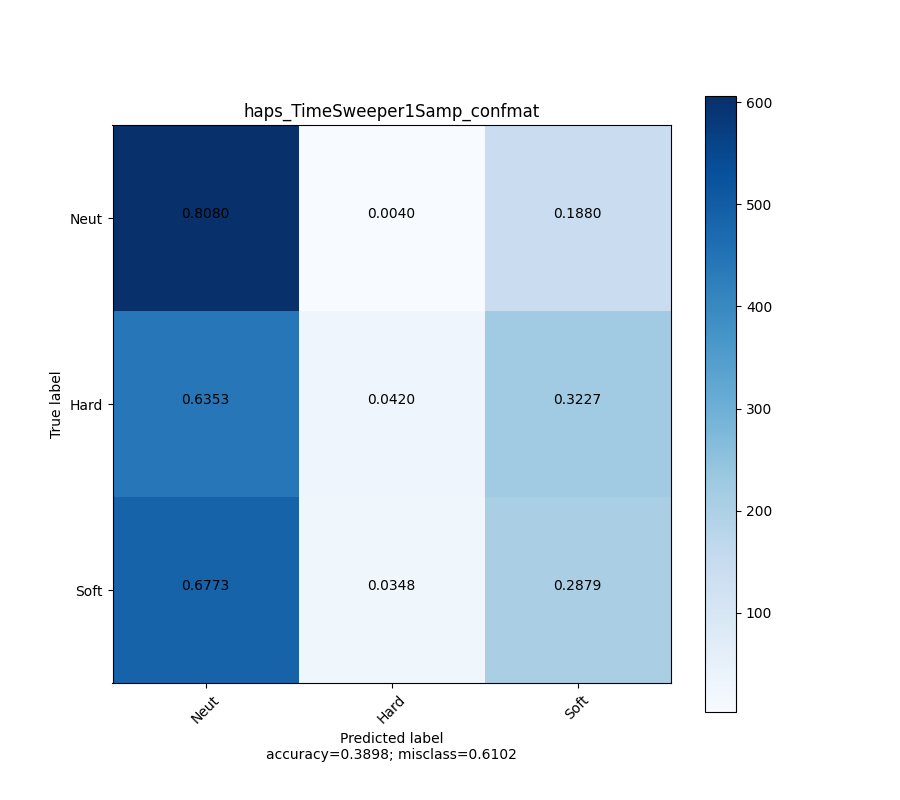 haps_TimeSweeper1Samp_confmat
600
500
400
300
200
100
True label
Neut
0.8080
0.0040
0.1880
Hard
0.6353
0.0420
0.3227
Soft
0.6773
0.0348
0.2879
Neut
Hard
Soft
Predicted label
accuracy=0.3898; misclass=0.6102